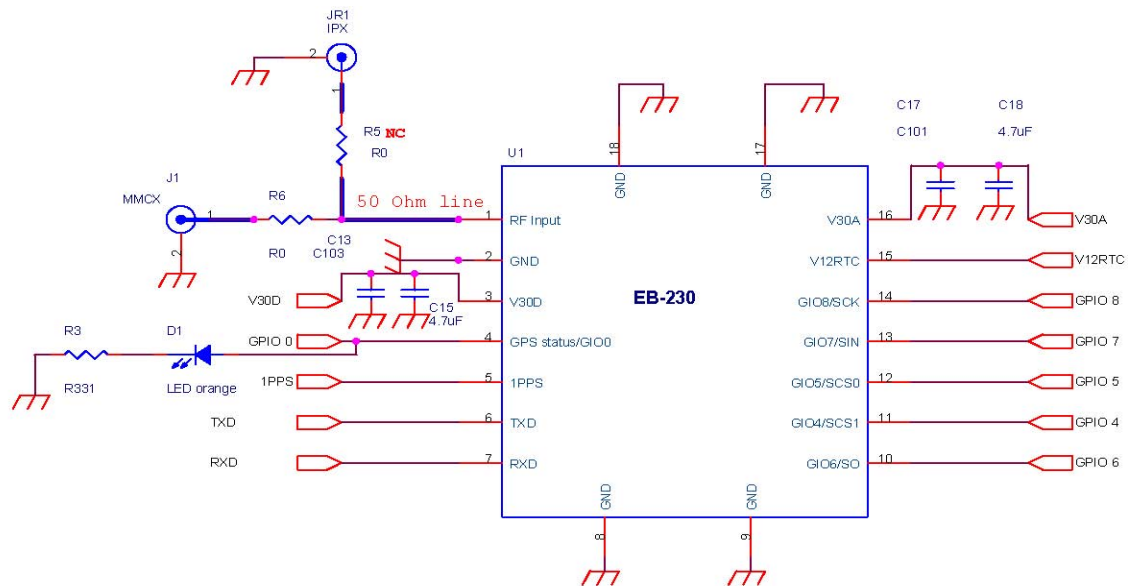 JR1
IPX
2
1
R5 NC
R0
J1
MMCX
1
2
R6
R0
50 Ohm line
C13
C103
C15
4.7uF
V30D
GPIO 0
R3
R331
D1
LED orange
1PPS
TXD
RXD
U1
EB-230
1 RF Input
2 GND
3 V30D
4 GPS status/GIO0
5 1PPS
6 TXD
7 RXD
8 GND
9 GND
18 GND
17 GND
V30A 16
V12RTC 15
GIO8/SCK 14
GIO7/SIN 13
GIO5/SCS0 12
GIO4/SCS1 11
GIO6/SO 10
C17
C101
C18
4.7uF
V30A
V12RTC
GPIO 8
GPIO 7
GPIO 5
GPIO 4
GPIO 6